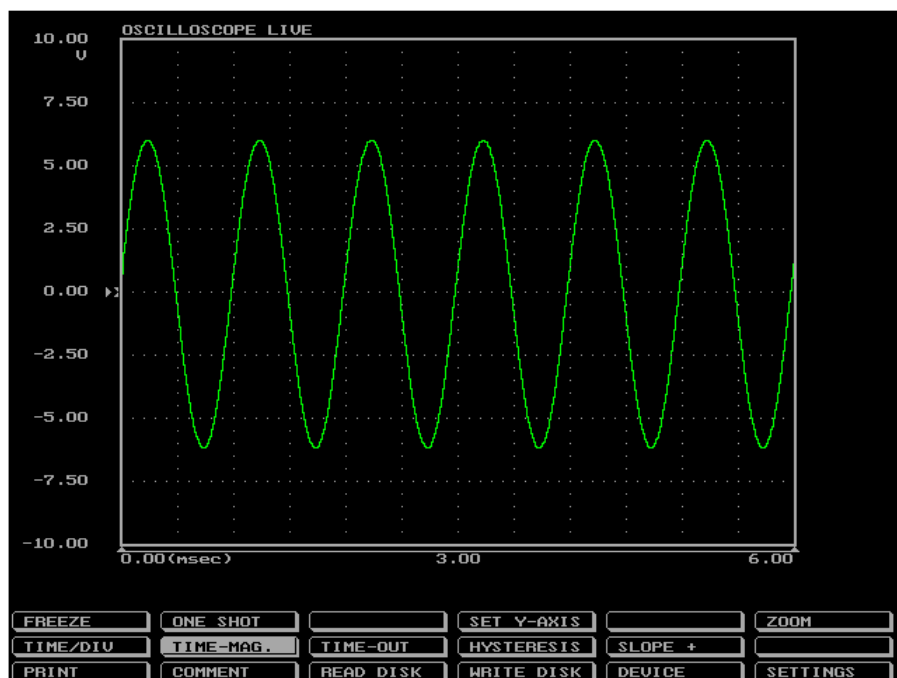 OSCILLOSCOPE LIVE
10.00
V
7.50
5.00
2.50
0.00
-2.50
-5.00
-7.50
-10.00
0.00(msec) 3.00 6.00
FREEZE ONE SHOT SET Y-AXIS ZOOM
TIME/DIV TIME-MAG. TIME-OUT HYSTERESIS SLOPE +
PRINT COMMENT READ DISK WRITE DISK DEVICE SETTINGS